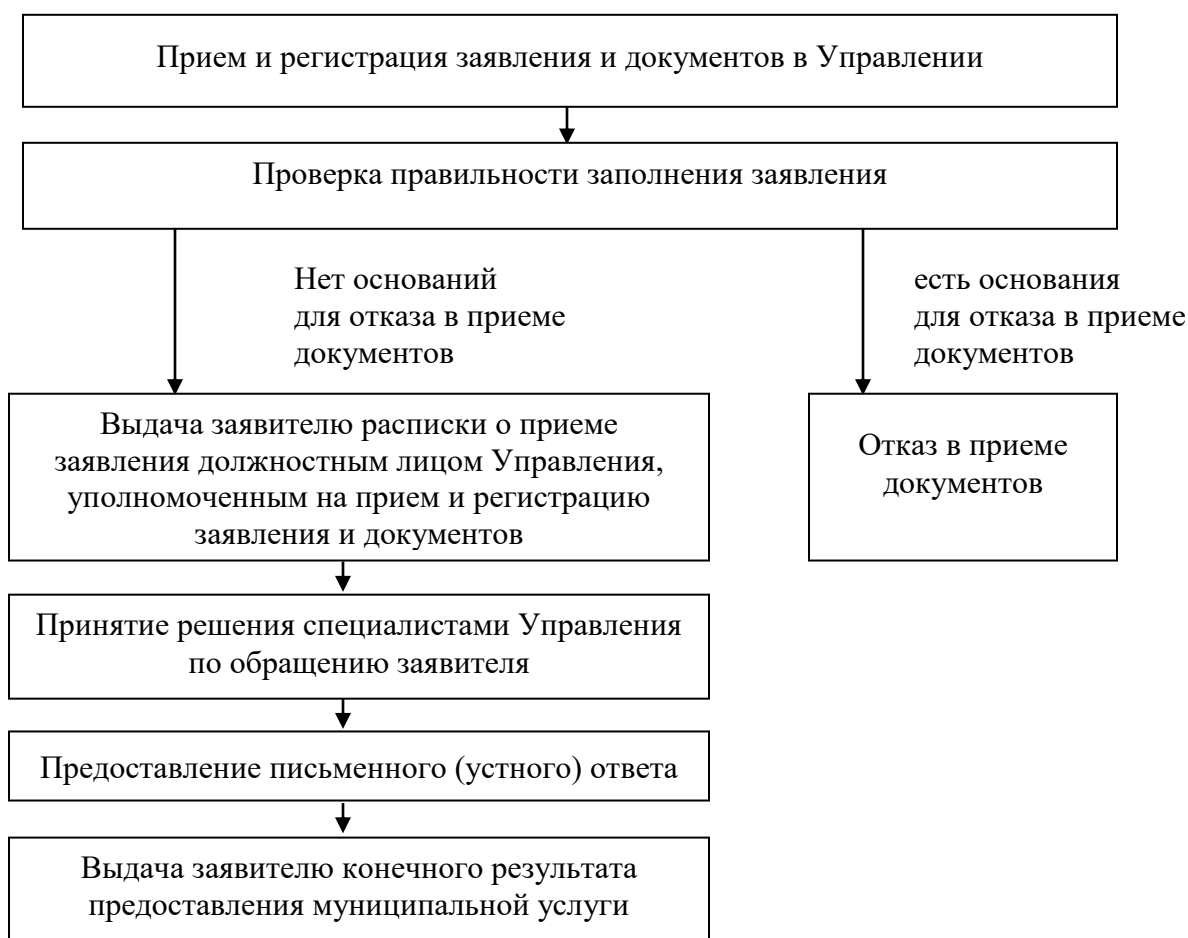 Прием и регистрация заявления и документов в Управлении
Проверка правильности заполнения заявления
Нет оснований
для отказа в приеме
документов
есть основания
для отказа в приеме
документов
Выдача заявителю расписки о приеме
заявления должностным лицом Управления,
уполномоченным на прием и регистрацию
заявления и документов
Отказ в приеме
документов
Принятие решения специалистами Управления
по обращению заявителя
Предоставление письменного (устного) ответа
Выдача заявителю конечного результата
предоставления муниципальной услуги